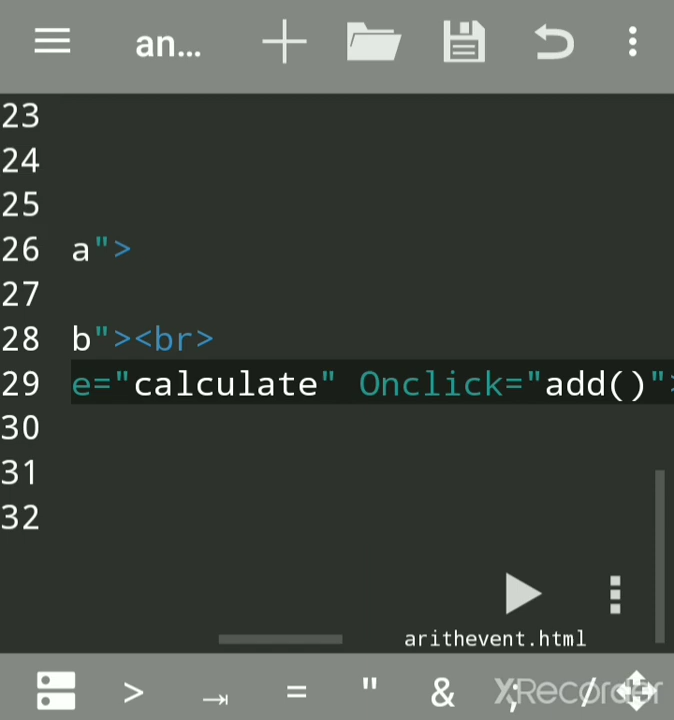 an...
23
24
25
26 a">
27
28 b"><br>
29 e="calculate" Onclick="add()">
30
31
32
arithevent.html
> ⇥ = " & ; /
XRecorder